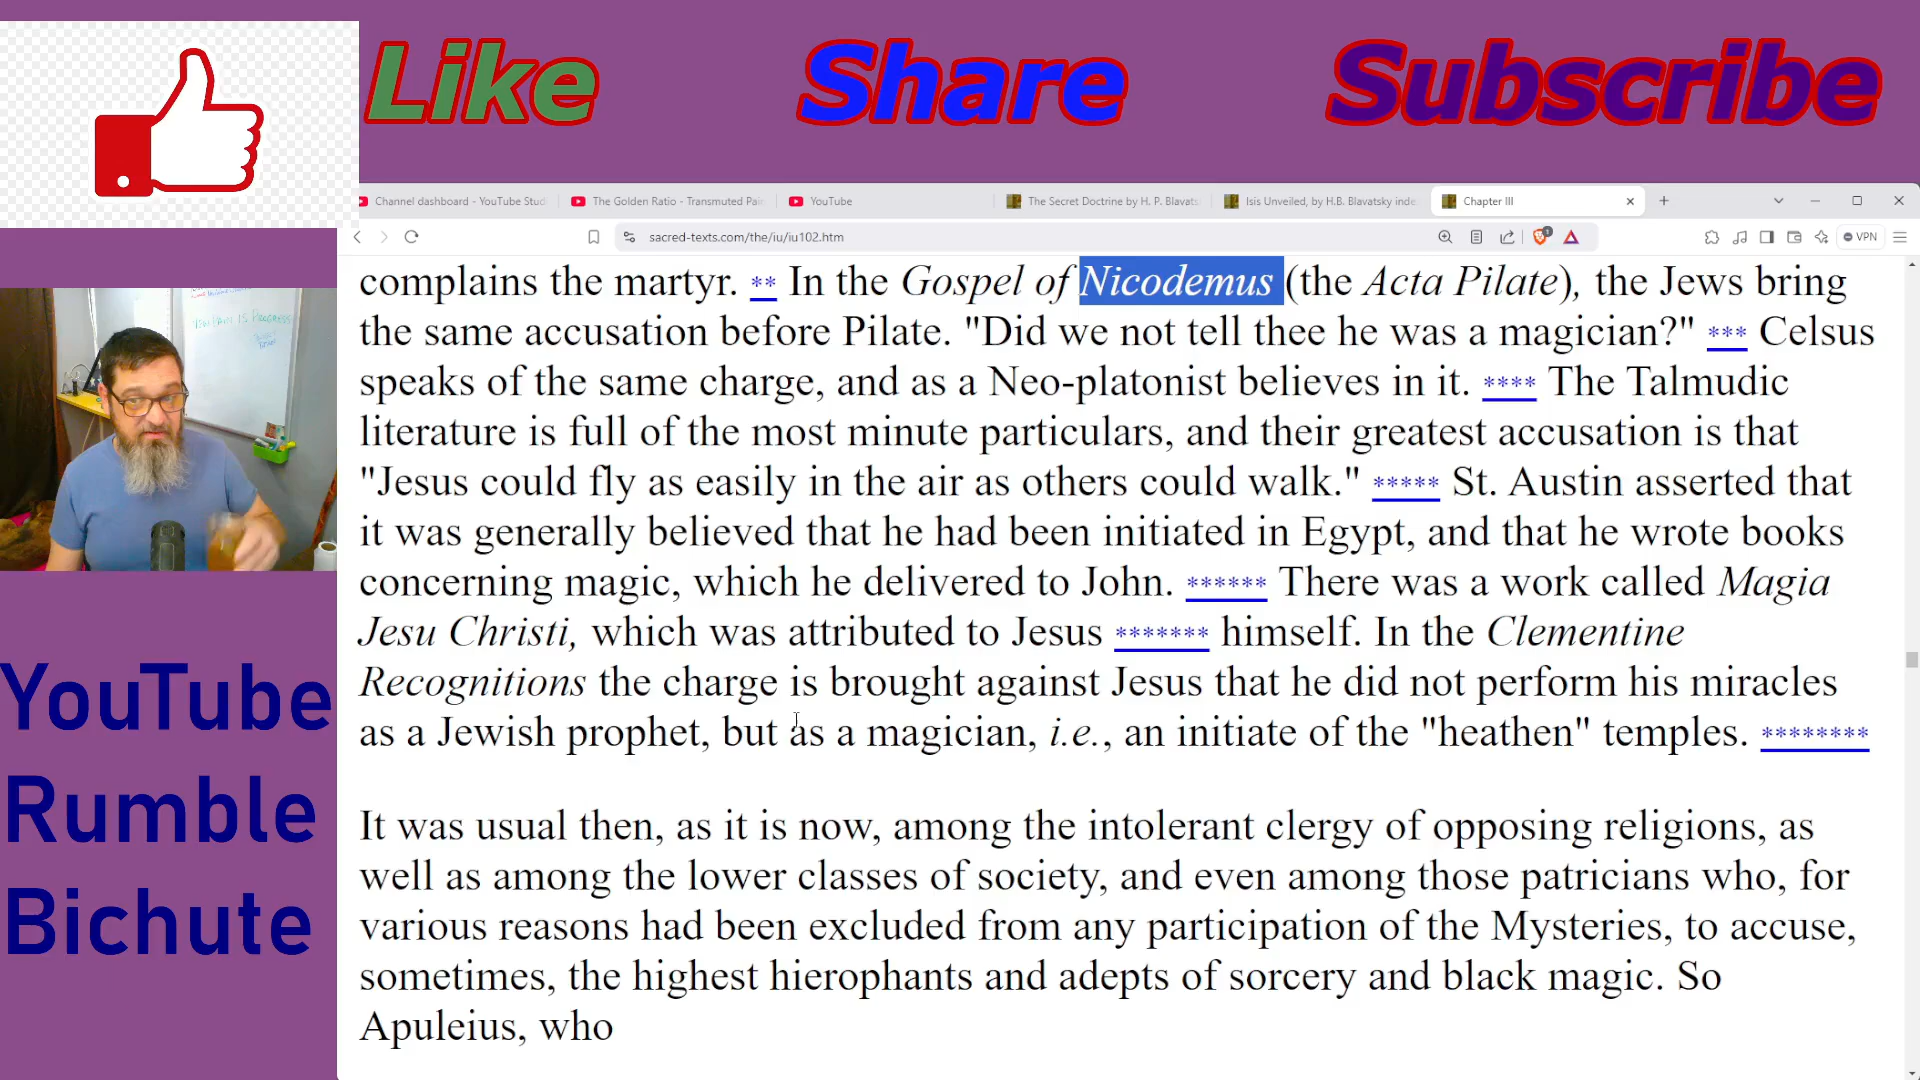 Like Share Subscribe
Channel dashboard - YouTube Stud
The Golden Ratio - Transmuted Pai
YouTube
The Secret Doctrine by H. P. Blavats
Isis Unveiled, by H.B. Blavatsky inde
Chapter III
sacred-texts.com/the/iu/iu102.htm
1
VPN
complains the martyr. ** In the Gospel of Nicodemus (the Acta Pilate), the Jews bring
the same accusation before Pilate. "Did we not tell thee he was a magician?" *** Celsus
speaks of the same charge, and as a Neo-platonist believes in it. **** The Talmudic
literature is full of the most minute particulars, and their greatest accusation is that
"Jesus could fly as easily in the air as others could walk." ***** St. Austin asserted that
it was generally believed that he had been initiated in Egypt, and that he wrote books
concerning magic, which he delivered to John. ****** There was a work called Magia
Jesu Christi, which was attributed to Jesus ******* himself. In the Clementine
Recognitions the charge is brought against Jesus that he did not perform his miracles
as a Jewish prophet, but as a magician, i.e., an initiate of the "heathen" temples. ********
It was usual then, as it is now, among the intolerant clergy of opposing religions, as
well as among the lower classes of society, and even among those patricians who, for
various reasons had been excluded from any participation of the Mysteries, to accuse,
sometimes, the highest hierophants and adepts of sorcery and black magic. So
Apuleius, who
YouTube
Rumble
Bichute